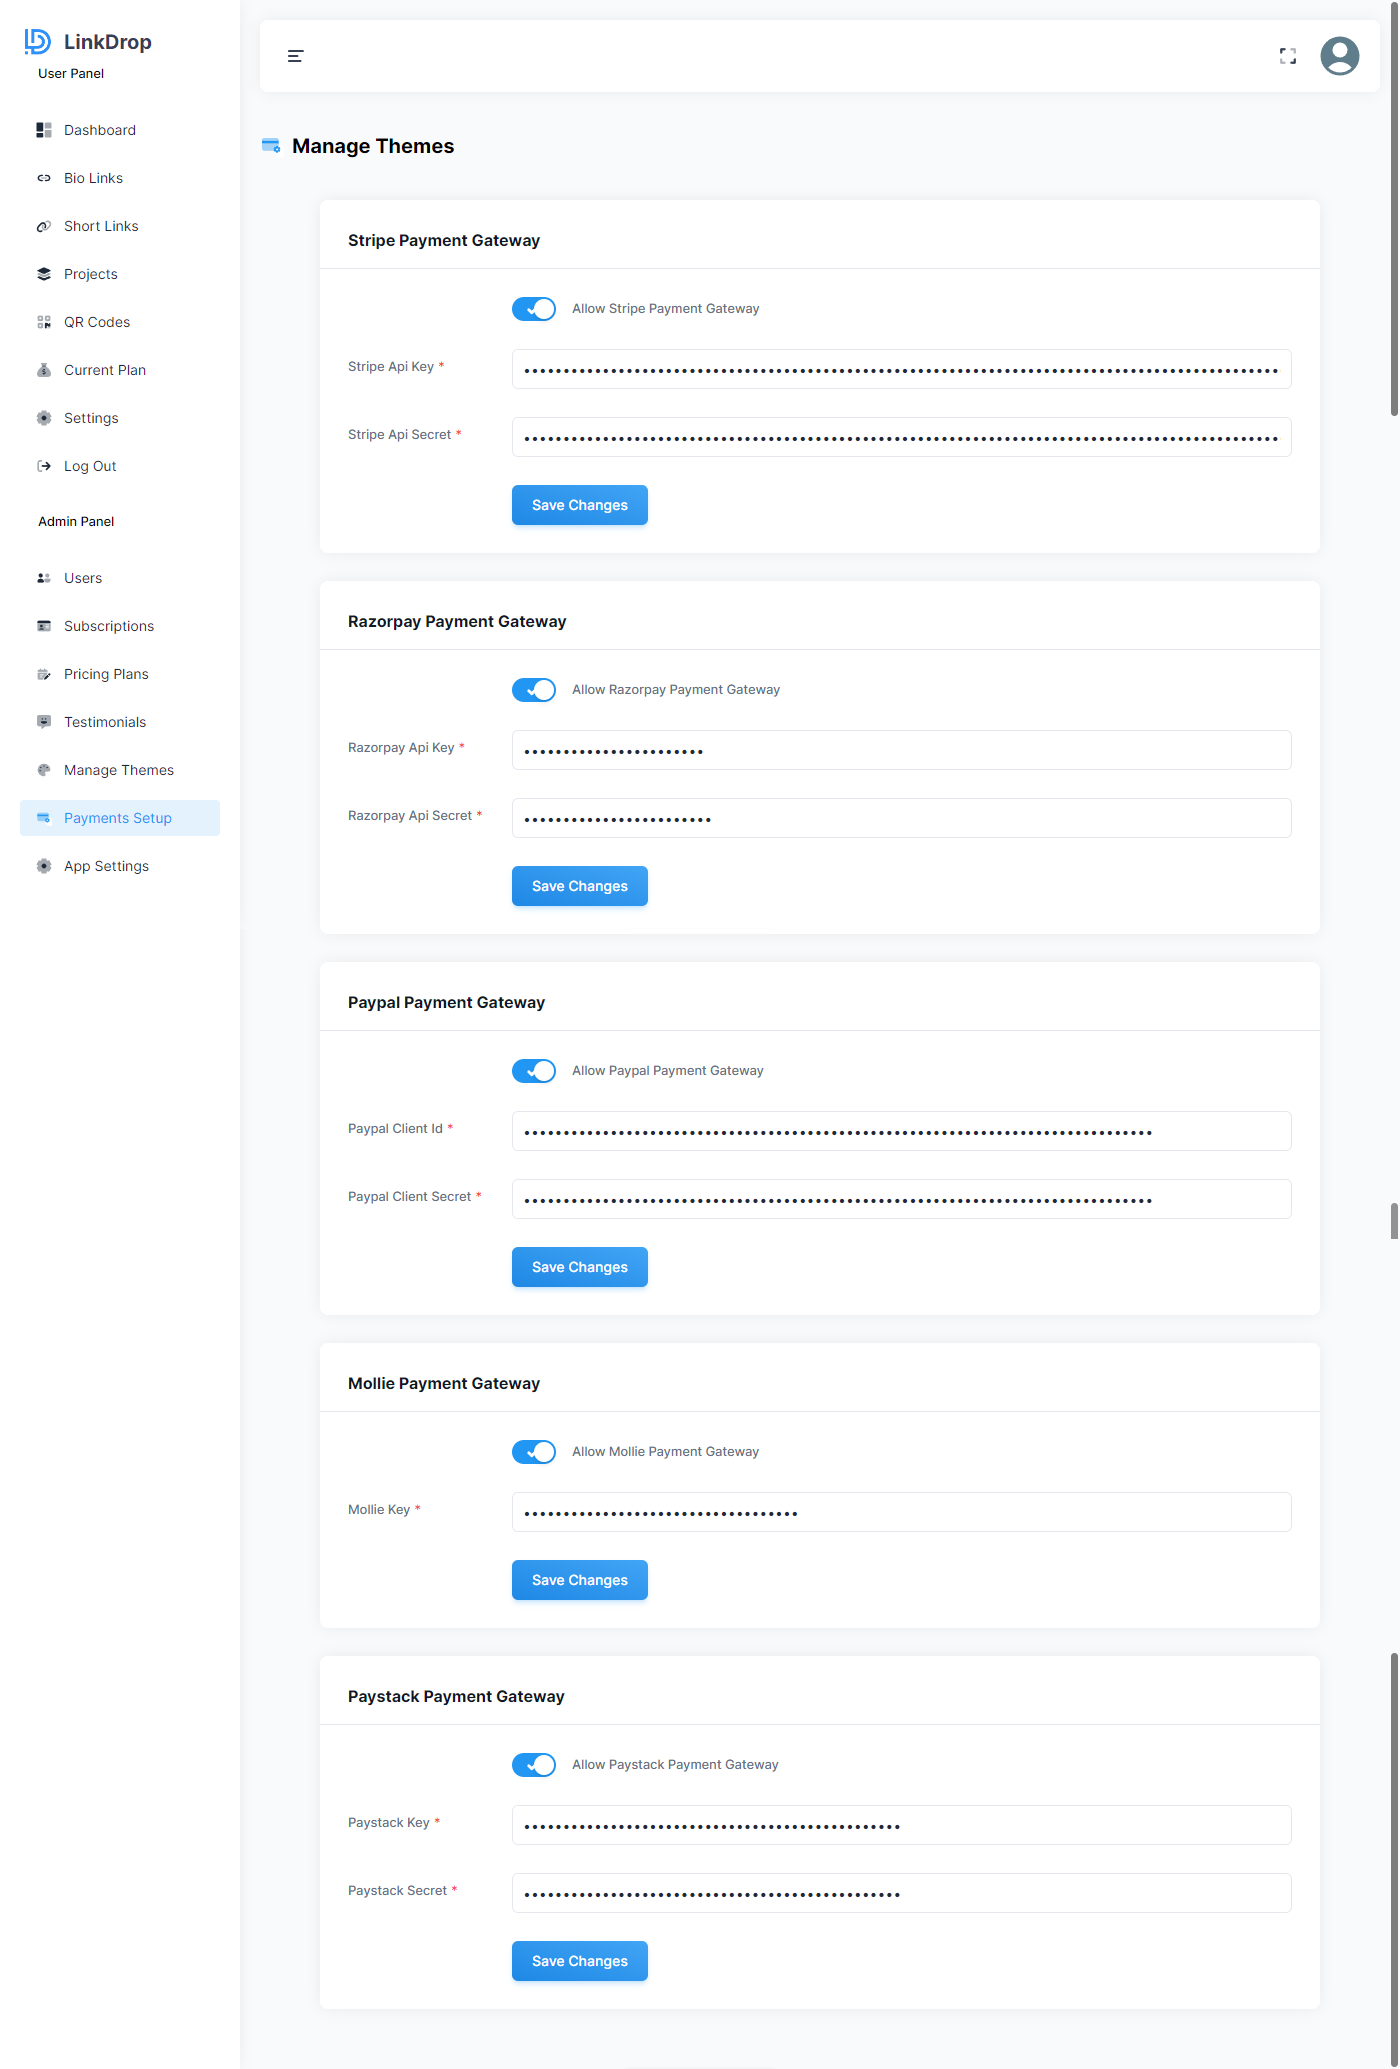 LinkDrop
User Panel
Dashboard
Bio Links
Short Links
Projects
QR Codes
Current Plan
Settings
Log Out
Admin Panel
Users
Subscriptions
Pricing Plans
Testimonials
Manage Themes
Payments Setup
App Settings
Manage Themes
Stripe Payment Gateway
Allow Stripe Payment Gateway
Stripe Api Key *
Stripe Api Secret *
Save Changes
Razorpay Payment Gateway
Allow Razorpay Payment Gateway
Razorpay Api Key *
Razorpay Api Secret *
Save Changes
Paypal Payment Gateway
Allow Paypal Payment Gateway
Paypal Client Id *
Paypal Client Secret *
Save Changes
Mollie Payment Gateway
Allow Mollie Payment Gateway
Mollie Key *
Save Changes
Paystack Payment Gateway
Allow Paystack Payment Gateway
Paystack Key *
Paystack Secret *
Save Changes